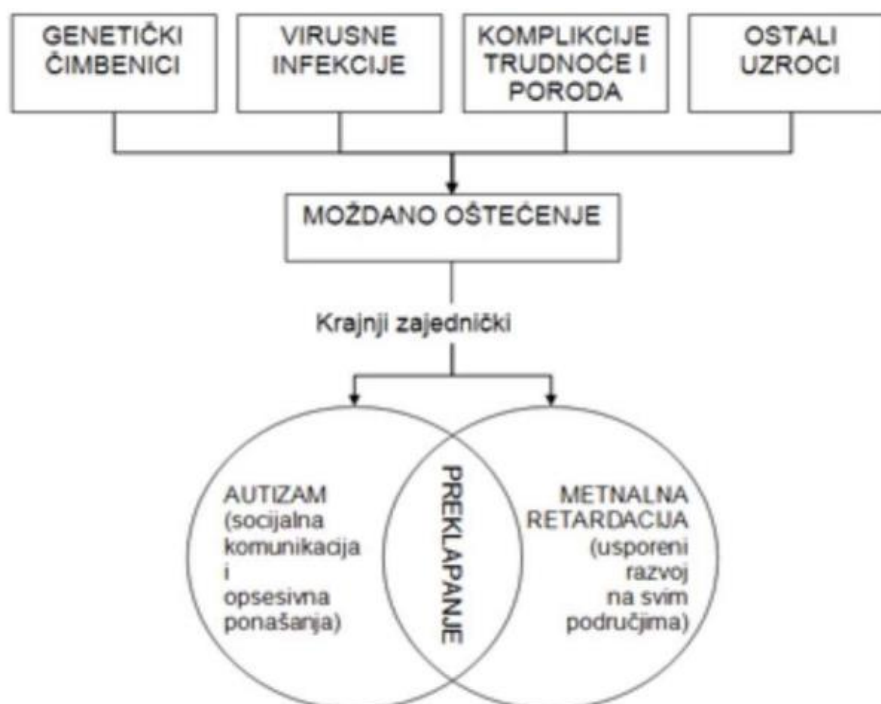 GENETIČKI
ČIMBENICI
VIRUSNE
INFEKCIJE
KOMPLIKCIJE
TRUDNOĆE I
PORODA
OSTALI
UZROCI
MOŽDANO OŠTEĆENJE
Krajnji zajednički
AUTIZAM
(socijalna
komunikacija
i
opsesivna
ponašanja)
PREKLAPANJE
METNALNA
RETARDACIJA
(usporeni
razvoj
na svim
područjima)